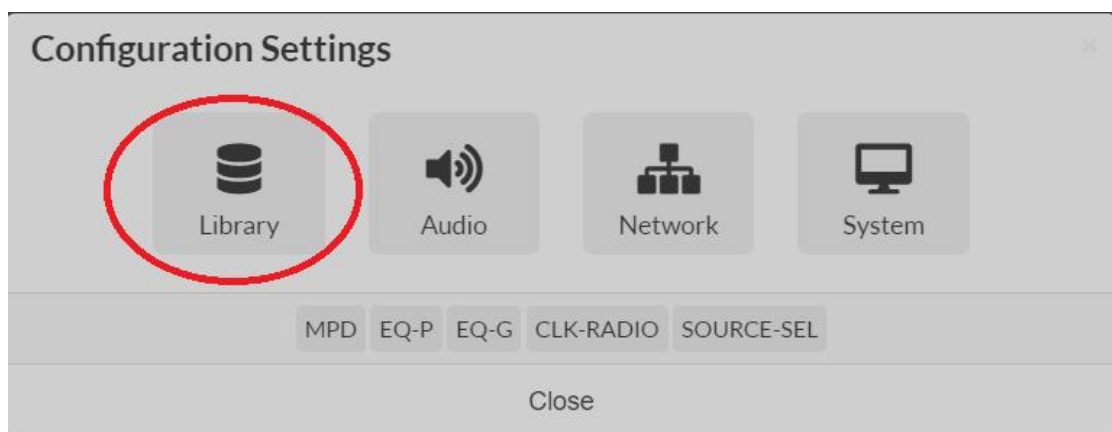 Configuration Settings
Library Audio Network System
MPD EQ-P EQ-G CLK-RADIO SOURCE-SEL
Close